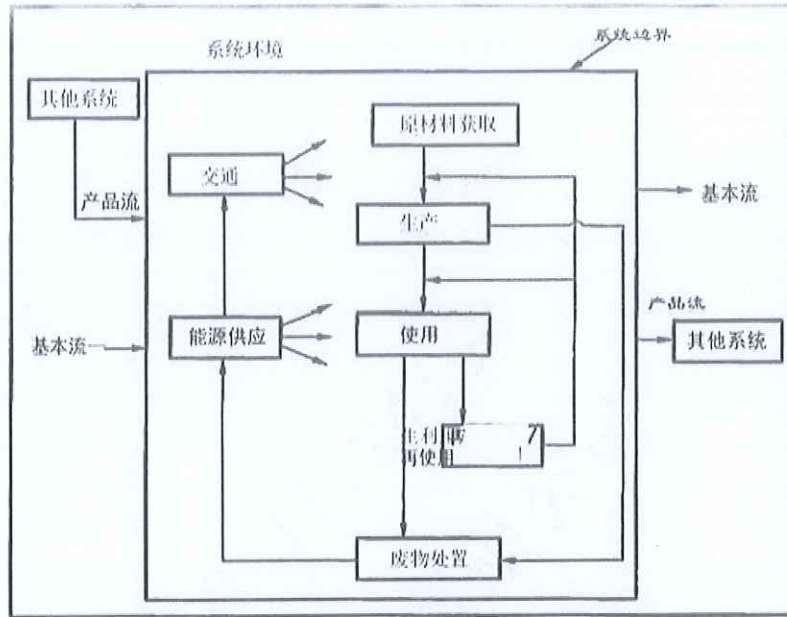 系统边界
系统环境
其他系统
原材料获取
交通
产品流
基本流
生产
产品流
能源供应
使用
基本流
其他系统
生利
再使用
废物处置